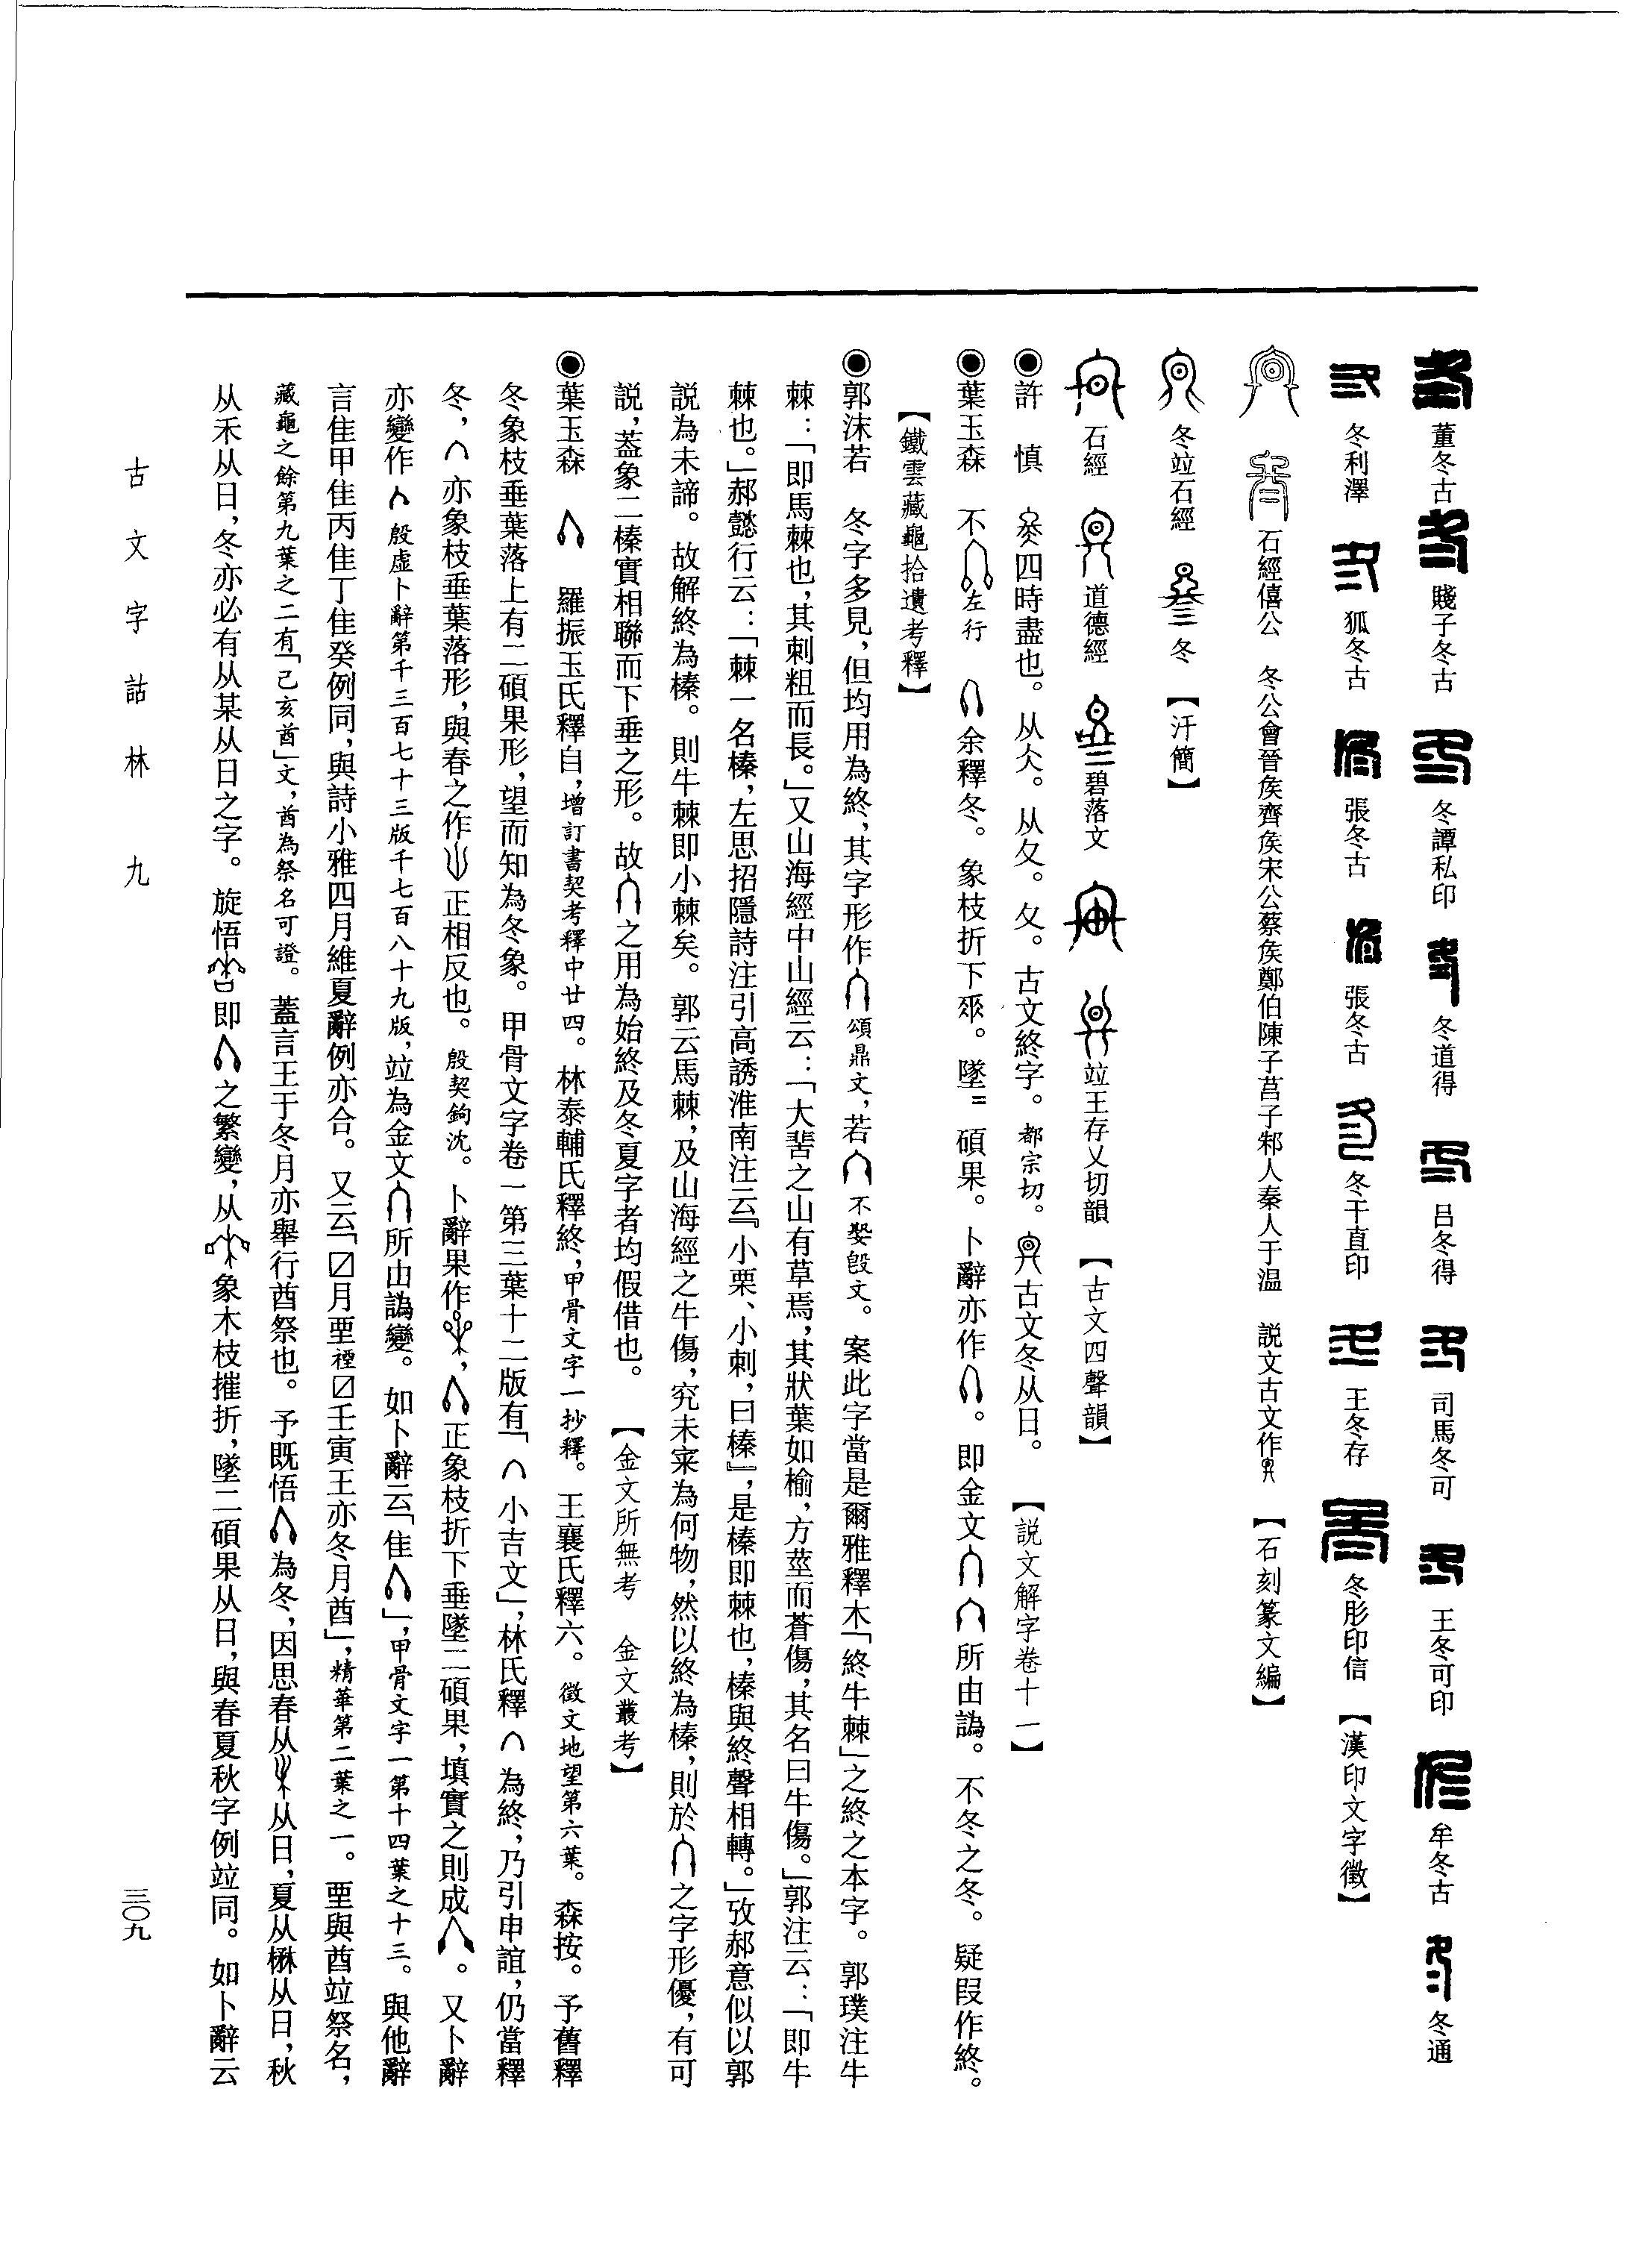 董冬古 賤子冬古 冬譚私印 冬道得 吕冬得 司馬冬可 王冬可印 牟冬古 冬通
冬利澤 狐冬古 張冬古 張冬古 冬干直印 王冬存 冬肜印信 【漢印文字徵】
石經僖公 冬公會晉矦齊矦宋公蔡矦鄭伯陳子莒子邾人秦人于温 説文古文作 【石刻篆文編】
冬竝石經 冬 【汗簡】
石經 道德經 碧落文 竝王存乂切韻 【古文四聲韻】
◉許 慎 四時盡也。从仌。从夂。夂。古文終字。都宗切。古文冬从日。 【説文解字卷十一】
◉葉玉森 不 左行 余釋冬。象枝折下𠂹。墜二碩果。卜辭亦作 。即金文 所由譌。不冬之冬。疑叚作終。
【鐵雲藏龜拾遺考釋】
◉郭沫若 冬字多見,但均用為終,其字形作 頌鼎文,若 不𡢁𣪘文。案此字當是爾雅釋木「終牛棘」之終之本字。郭璞注牛
棘:「即馬棘也,其刺粗而長。」又山海經中山經云:「大𩇯之山有草焉,其狀葉如榆,方莖而蒼傷,其名曰牛傷。」郭注云:「即牛
棘也。」郝懿行云:「棘一名榛,左思招隱詩注引高誘淮南注云『小栗、小刺,曰榛』,是榛即棘也,榛與終聲相轉。」攷郝意似以郭
説為未諦。故解終為榛。則牛棘即小棘矣。郭云馬棘,及山海經之牛傷,究未寀為何物,然以終為榛,則於 之字形優,有可
説,蓋象二榛實相聯而下垂之形。故 之用為始終及冬夏字者均假借也。 【金文所無考 金文叢考】
◉葉玉森 羅振玉氏釋自,增訂書契考釋中廿四。林泰輔氏釋終,甲骨文字一抄釋。王襄氏釋六。徵文地望第六葉。森按。予舊釋
冬象枝垂葉落上有二碩果形,望而知為冬象。甲骨文字卷一第三葉十二版有「 小吉文」,林氏釋 為終,乃引申誼,仍當釋
冬, 亦象枝垂葉落形,與春之作 正相反也。殷契鉤沈。卜辭果作 , 正象枝折下垂墜二碩果,填實之則成 。又卜辭
亦變作 殷虛卜辭第千三百七十三版千七百八十九版,竝為金文 所由譌變。如卜辭云「隹 」,甲骨文字一第十四葉之十三。與他辭
言隹甲隹丙隹丁隹癸例同,與詩小雅四月維夏辭例亦合。又云「〼月垔禋〼壬寅王亦冬月酋」,精華第二葉之一。垔與酋竝祭名,
藏龜之餘第九葉之二有「己亥酋」文,酋為祭名可證。蓋言王于冬月亦舉行酋祭也。予既悟 為冬,因思春从 从日,夏从楙从日,秋
从禾从日,冬亦必有从某从日之字。旋悟 即 之繁變,从 象木枝摧折,墜二碩果从日,與春夏秋字例竝同。如卜辭云
古文字詁林 九
三〇九